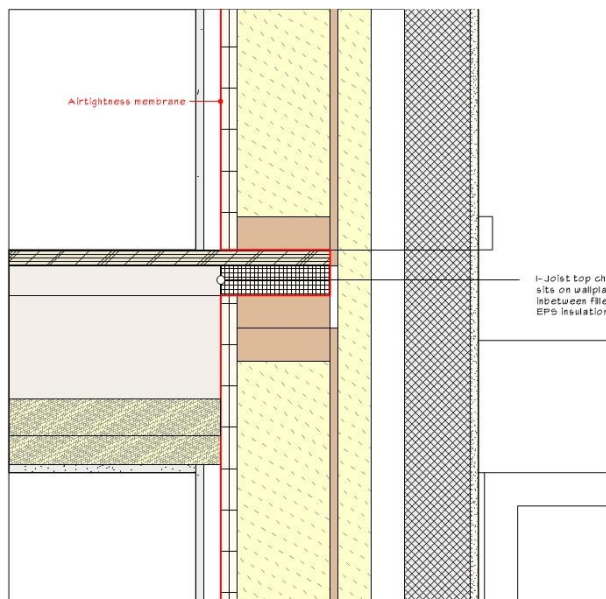 Airtightness membrane
I-Joist top ch
sits on wallpla
inbetween fille
EPS insulation